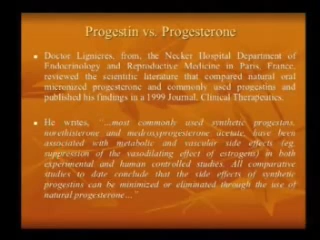 Progestin vs. Progesterone
Doctor Lignieres, from, the Necker Hospital Department of
Endocrinology and Reproductive Medicine in Paris, France,
reviewed the scientific literature that compared natural oral
micronized progesterone and commonly used progestins and
published his findings in a 1999 Journal, Clinical Therapeutics.
He writes, "…most commonly used synthetic progestins,
norethisterone and medroxyprogesterone acetate, have been
associated with metabolic and vascular side effects (eg.
suppression of the vasodilating effect of estrogens) in both
experimental and human controlled studies. All comparative
studies to date conclude that the side effects of synthetic
progestins can be minimized or eliminated through the use of
natural progesterone…"